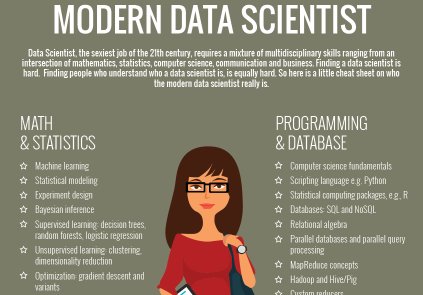 MODERN DATA SCIENTIST
Data Scientist, the sexiest job of the 21th century, requires a mixture of multidisciplinary skills ranging from an
intersection of mathematics, statistics, computer science, communication and business. Finding a data scientist is
hard. Finding people who understand who a data scientist is, is equally hard. So here is a little cheat sheet on who
the modern data scientist really is.
MATH
& STATISTICS
Machine learning
Statistical modeling
Experiment design
Bayesian inference
Supervised learning: decision trees,
random forests, logistic regression
Unsupervised learning: clustering,
dimensionality reduction
Optimization: gradient descent and
variants
PROGRAMMING
& DATABASE
Computer science fundamentals
Scripting language e.g. Python
Statistical computing packages, e.g., R
Databases: SQL and NoSQL
Relational algebra
Parallel databases and parallel query
processing
MapReduce concepts
Hadoop and Hive/Pig
Custom reducers